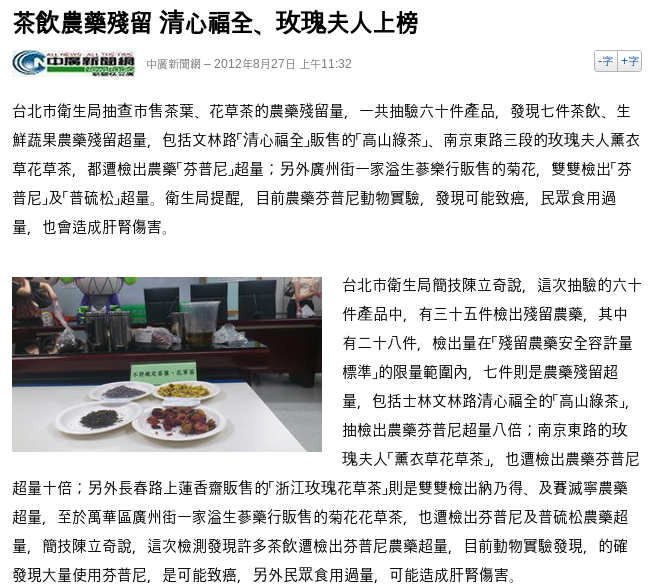 茶飲農藥殘留 清心福全、玫瑰夫人上榜
ALL NEWS
中廣新聞網
中廣新聞網 – 2012年8月27日 上午11:32
-字 +字
台北市衛生局抽查市售茶葉、花草茶的農藥殘留量，一共抽驗六十件產品，發現七件茶飲、生
鮮蔬果農藥殘留超量，包括文林路「清心福全」販售的「高山綠茶」、南京東路三段的玫瑰夫人薰衣
草花草茶，都遭檢出農藥「芬普尼」超量；另外廣州街一家溢生蔘樂行販售的菊花，雙雙檢出「芬
普尼」及「普硫松」超量。衛生局提醒，目前農藥芬普尼動物實驗，發現可能致癌，民眾食用過
量，也會造成肝腎傷害。
台北市衛生局簡技陳立奇說，這次抽驗的六十
件產品中，有三十五件檢出殘留農藥，其中
有二十八件，檢出量在「殘留農藥安全容許量
標準」的限量範圍內，七件則是農藥殘留超
量，包括士林文林路清心福全的「高山綠茶」，
抽檢出農藥芬普尼超量八倍；南京東路的玫
瑰夫人「薰衣草花草茶」，也遭檢出農藥芬普尼
超量十倍；另外長春路上蓮香齋販售的「浙江玫瑰花草茶」則是雙雙檢出納乃得、及賽滅寧農藥
超量，至於萬華區廣州街一家溢生蔘藥行販售的菊花花草茶，也遭檢出芬普尼及普硫松農藥超
量，簡技陳立奇說，這次檢測發現許多茶飲遭檢出芬普尼農藥超量，目前動物實驗發現，的確
發現大量使用芬普尼，是可能致癌，另外民眾食用過量，可能造成肝腎傷害。
不符規定茶葉、花草茶